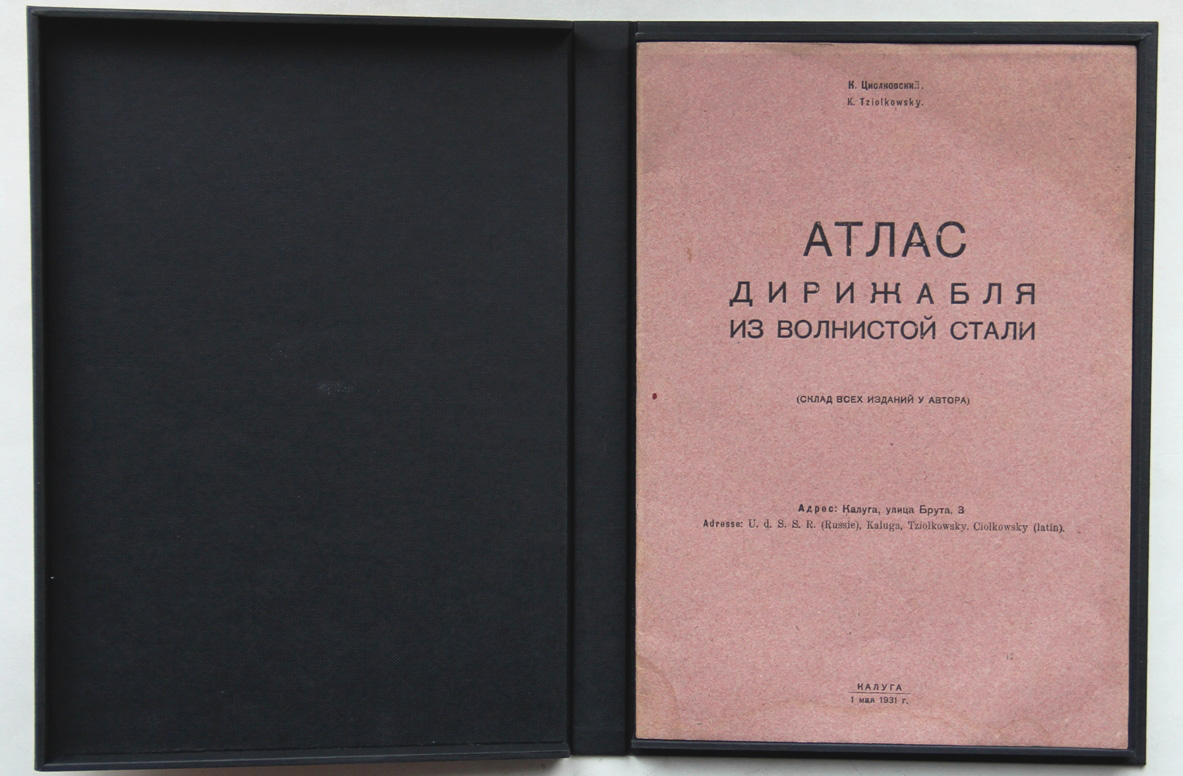 К. Циолковский.
K. Tziolkowsky.
АТЛАС
ДИРИЖАБЛЯ
ИЗ ВОЛНИСТОЙ СТАЛИ
(СКЛАД ВСЕХ ИЗДАНИЙ У АВТОРА)
Адрес: Калуга, улица Брута, 3
Adresse: U. d. S. S. R. (Russie), Kaluga, Tziolkowsky. Ciolkowsky (latin).
КАЛУГА
1 мая 1931 г.